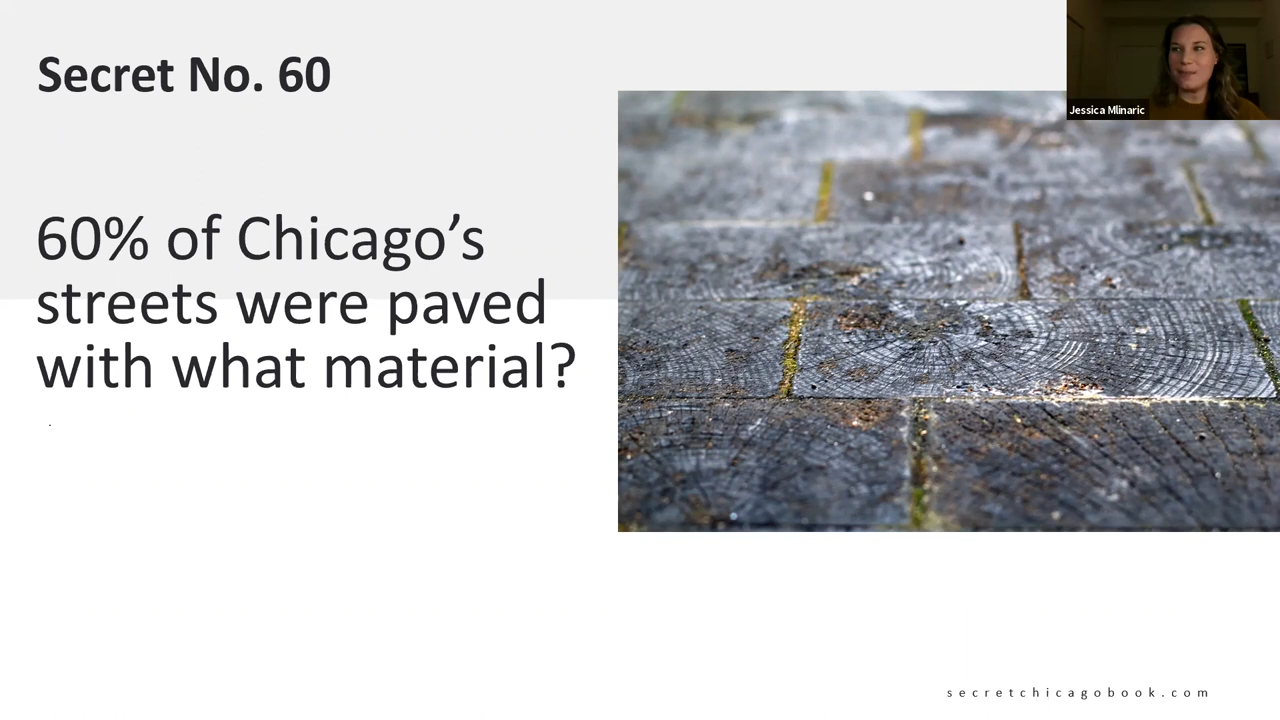 Secret No. 60
Jessica Mlinaric
60% of Chicago’s
streets were paved
with what material?
.
secretchicagobook.com